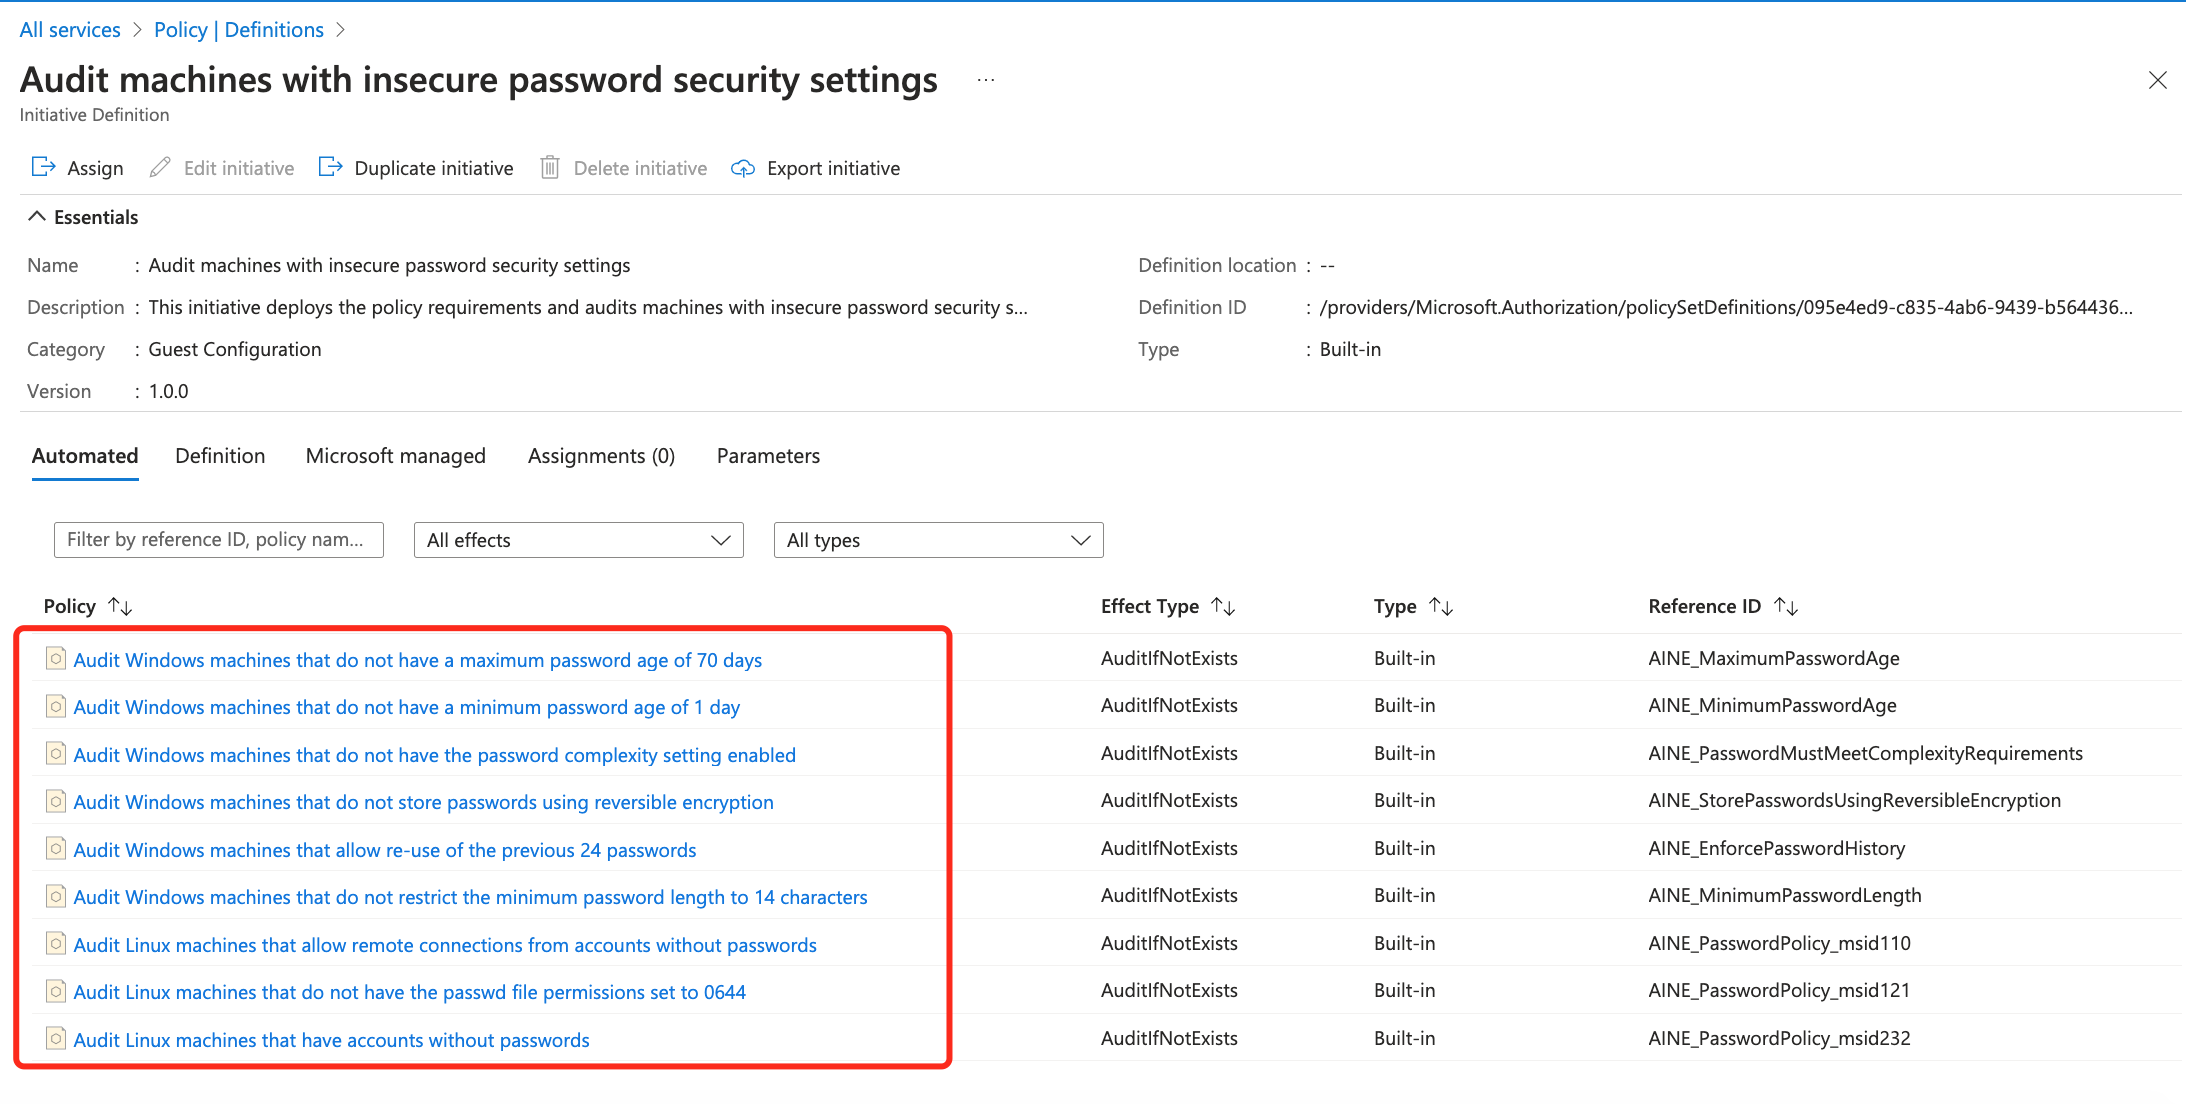 All services > Policy | Definitions >
Audit machines with insecure password security settings ...
Initiative Definition
Assign Edit initiative Duplicate initiative Delete initiative Export initiative
Essentials
Name : Audit machines with insecure password security settings Definition location : --
Description : This initiative deploys the policy requirements and audits machines with insecure password security s... Definition ID : /providers/Microsoft.Authorization/policySetDefinitions/095e4ed9-c835-4ab6-9439-b564436...
Category : Guest Configuration Type : Built-in
Version : 1.0.0
Automated Definition Microsoft managed Assignments (0) Parameters
Filter by reference ID, policy nam... All effects All types
Policy ↑↓ Effect Type ↑↓ Type ↑↓ Reference ID ↑↓
Audit Windows machines that do not have a maximum password age of 70 days AuditIfNotExists Built-in AINE_MaximumPasswordAge
Audit Windows machines that do not have a minimum password age of 1 day AuditIfNotExists Built-in AINE_MinimumPasswordAge
Audit Windows machines that do not have the password complexity setting enabled AuditIfNotExists Built-in AINE_PasswordMustMeetComplexityRequirements
Audit Windows machines that do not store passwords using reversible encryption AuditIfNotExists Built-in AINE_StorePasswordsUsingReversibleEncryption
Audit Windows machines that allow re-use of the previous 24 passwords AuditIfNotExists Built-in AINE_EnforcePasswordHistory
Audit Windows machines that do not restrict the minimum password length to 14 characters AuditIfNotExists Built-in AINE_MinimumPasswordLength
Audit Linux machines that allow remote connections from accounts without passwords AuditIfNotExists Built-in AINE_PasswordPolicy_msid110
Audit Linux machines that do not have the passwd file permissions set to 0644 AuditIfNotExists Built-in AINE_PasswordPolicy_msid121
Audit Linux machines that have accounts without passwords AuditIfNotExists Built-in AINE_PasswordPolicy_msid232